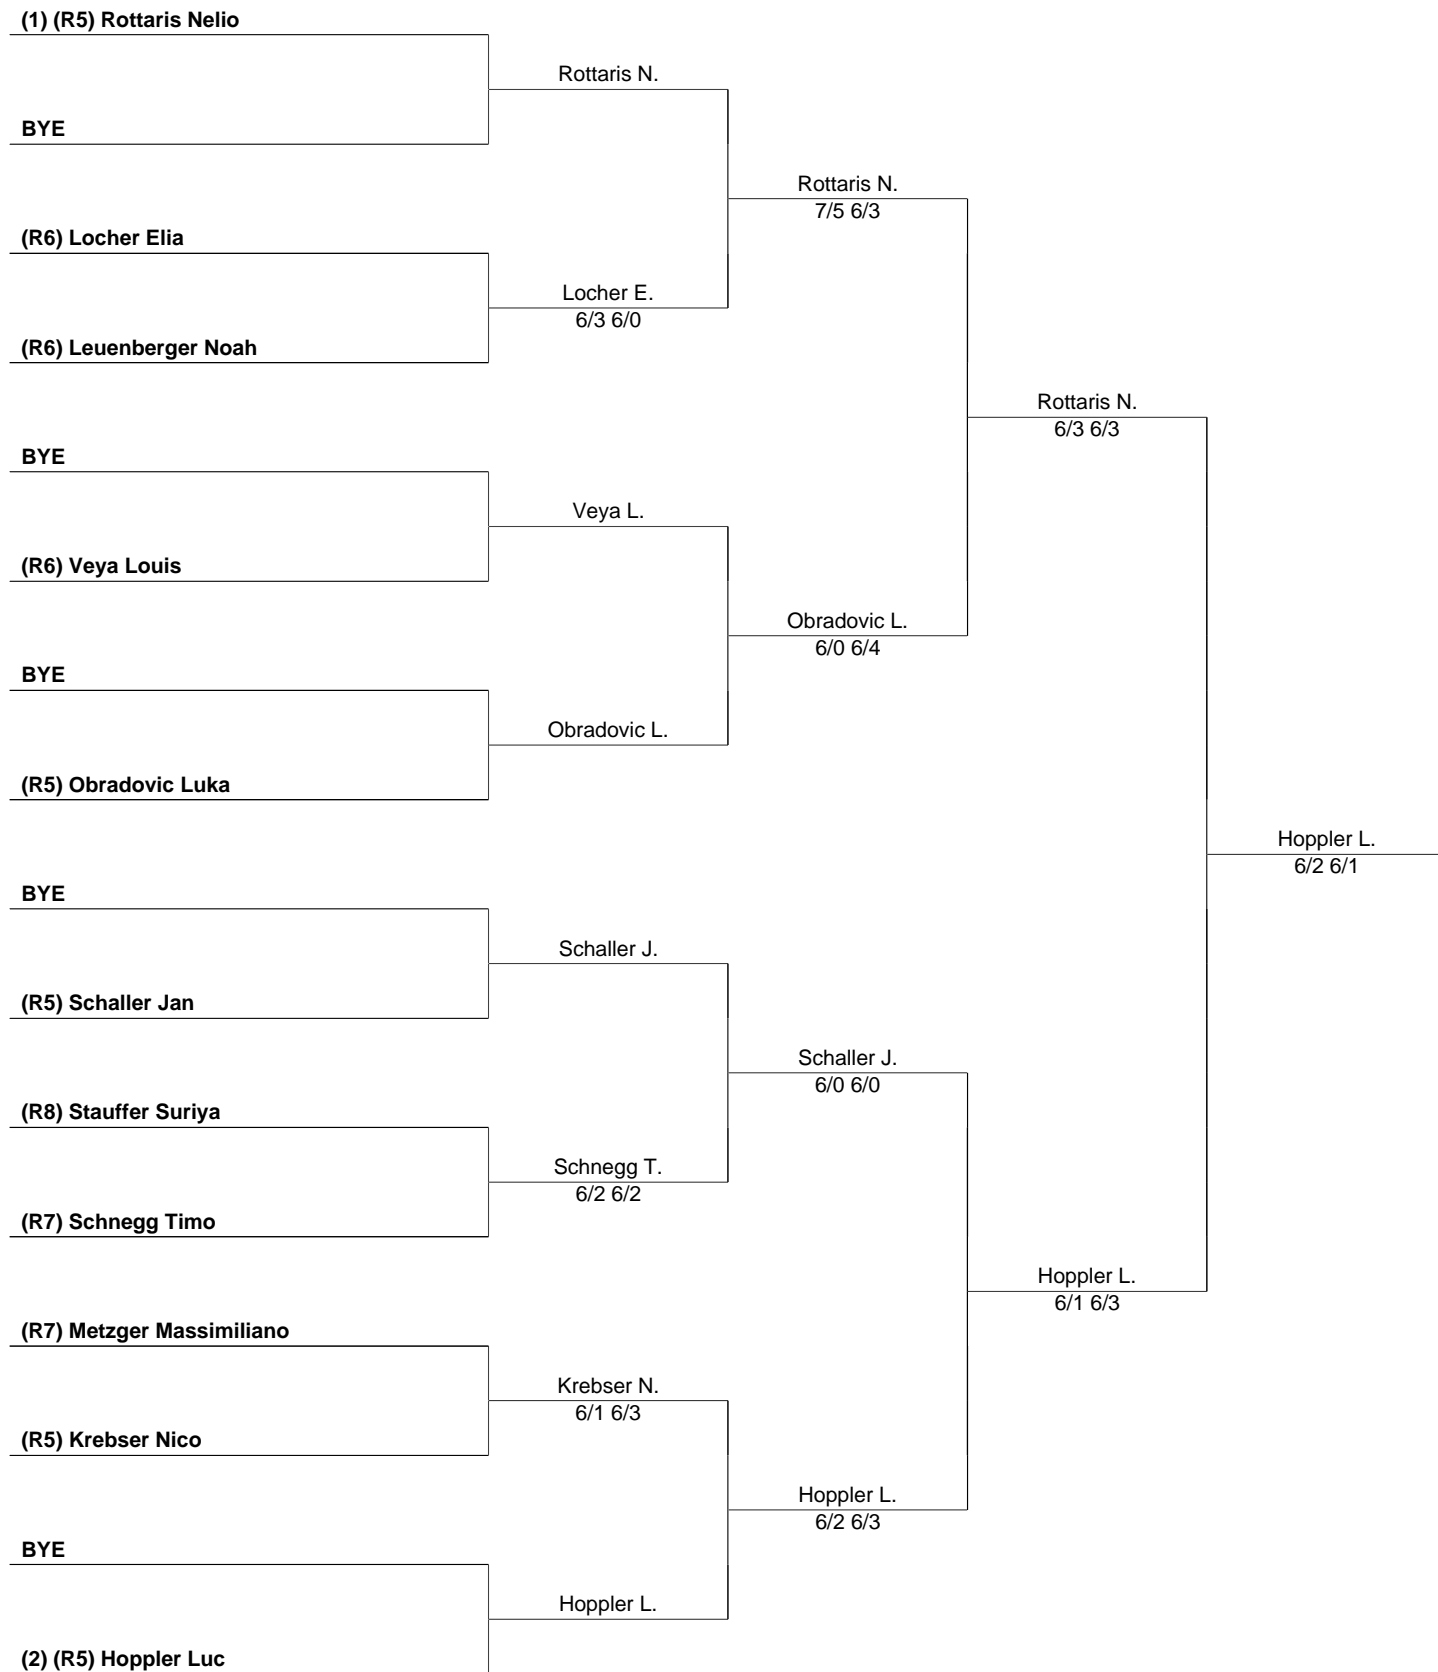 (1) (R5) Rottaris Nelio
Rottaris N.
BYE
Rottaris N.
7/5 6/3
(R6) Locher Elia
Locher E.
6/3 6/0
(R6) Leuenberger Noah
Rottaris N.
6/3 6/3
BYE
Veya L.
(R6) Veya Louis
Obradovic L.
6/0 6/4
BYE
Obradovic L.
(R5) Obradovic Luka
Hoppler L.
6/2 6/1
BYE
Schaller J.
(R5) Schaller Jan
Schaller J.
6/0 6/0
(R8) Stauffer Suriya
Schnegg T.
6/2 6/2
(R7) Schnegg Timo
Hoppler L.
6/1 6/3
(R7) Metzger Massimiliano
Krebser N.
6/1 6/3
(R5) Krebser Nico
Hoppler L.
6/2 6/3
BYE
Hoppler L.
(2) (R5) Hoppler Luc